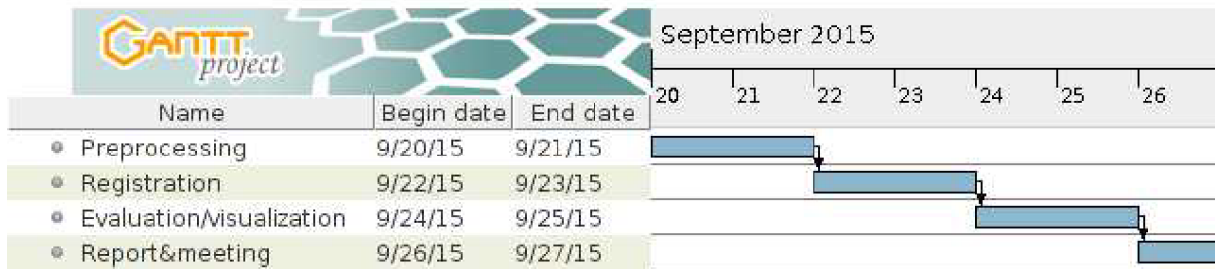 GANTT
project
September 2015
20 21 22 23 24 25 26
Name Begin date End date
Preprocessing 9/20/15 9/21/15
Registration 9/22/15 9/23/15
Evaluation/visualization 9/24/15 9/25/15
Report&meeting 9/26/15 9/27/15